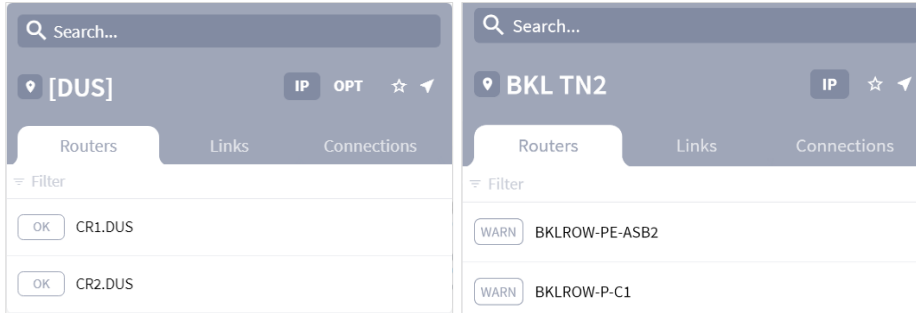 Search...
[DUS] IP OPT
Routers Links Connections
Filter
OK CR1.DUS
OK CR2.DUS
Search...
BKL TN2 IP
Routers Links Connections
Filter
WARN BKLROW-PE-ASB2
WARN BKLROW-P-C1